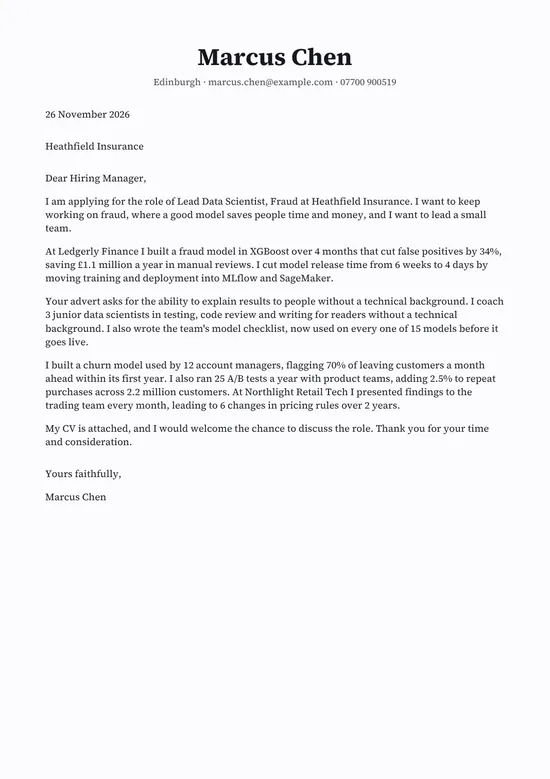 Marcus Chen
Edinburgh · marcus.chen@example.com · 07700 900519
26 November 2026
Heathfield Insurance
Dear Hiring Manager,
I am applying for the role of Lead Data Scientist, Fraud at Heathfield Insurance. I want to keep
working on fraud, where a good model saves people time and money, and I want to lead a small
team.
At Ledgerly Finance I built a fraud model in XGBoost over 4 months that cut false positives by 34%,
saving £1.1 million a year in manual reviews. I cut model release time from 6 weeks to 4 days by
moving training and deployment into MLflow and SageMaker.
Your advert asks for the ability to explain results to people without a technical background. I coach
3 junior data scientists in testing, code review and writing for readers without a technical
background. I also wrote the team's model checklist, now used on every one of 15 models before it
goes live.
I built a churn model used by 12 account managers, flagging 70% of leaving customers a month
ahead within its first year. I also ran 25 A/B tests a year with product teams, adding 2.5% to repeat
purchases across 2.2 million customers. At Northlight Retail Tech I presented findings to the
trading team every month, leading to 6 changes in pricing rules over 2 years.
My CV is attached, and I would welcome the chance to discuss the role. Thank you for your time
and consideration.
Yours faithfully,
Marcus Chen